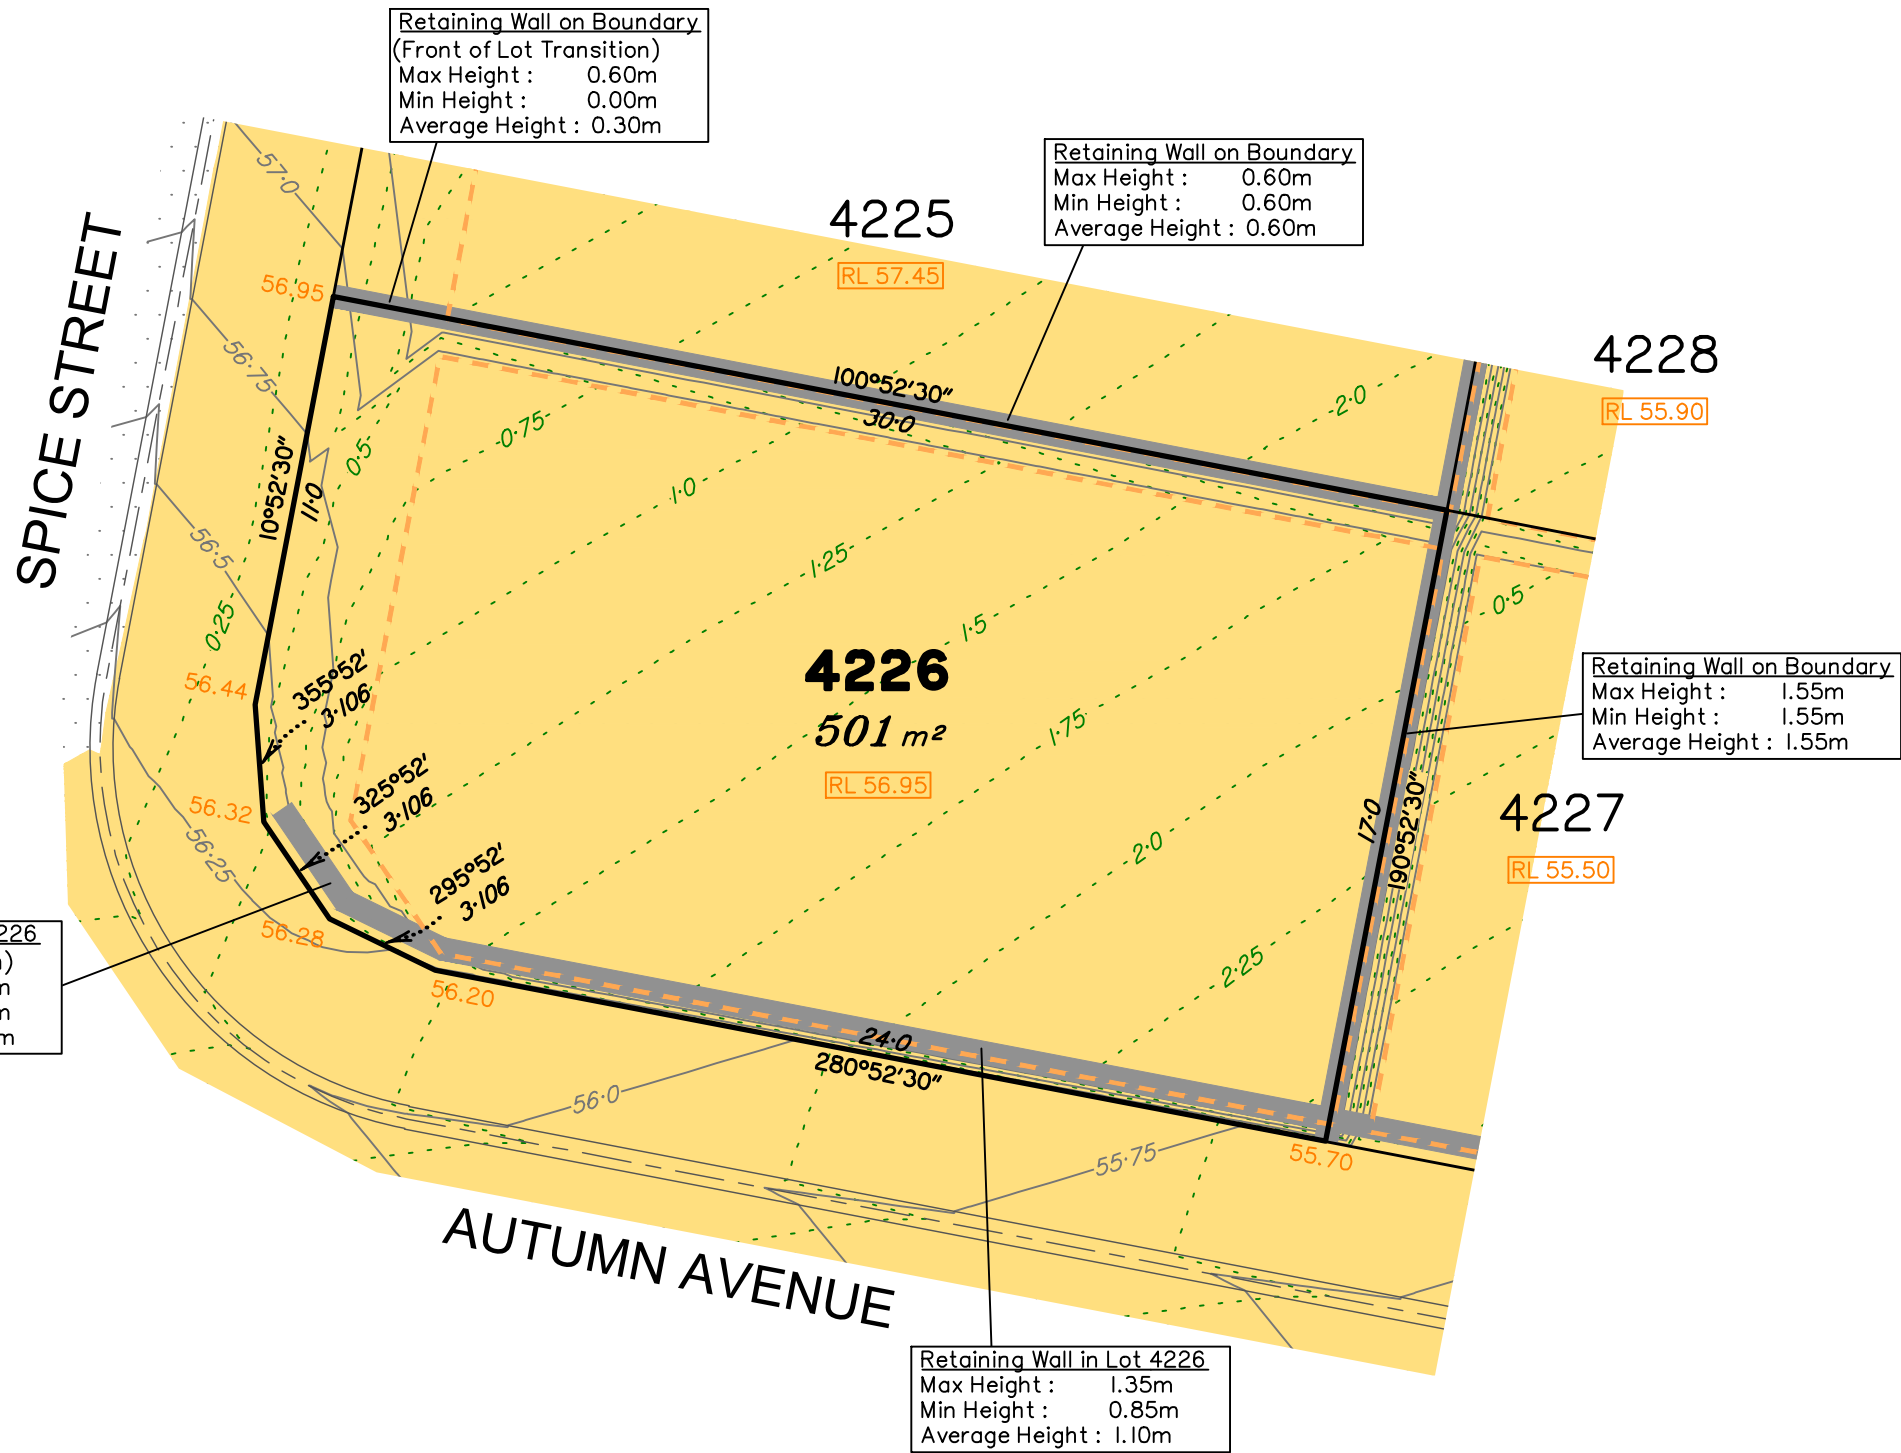 Retaining Wall on Boundary
(Front of Lot Transition)
Max Height : 0.60m
Min Height : 0.00m
Average Height : 0.30m
Retaining Wall on Boundary
Max Height : 0.60m
Min Height : 0.60m
Average Height : 0.60m
57·0
4225
RL 57.45
SPICE STREET
56.95
4228
RL 55.90
56·75
100°52'30"
30·0
2·0
0·75
0·5
10°52'30"
11·0
1·0
56·5
1·25
0·5
0·25
1·5
4226
501 m²
RL 56.95
56.44
355°52'
3·106
1·75
Retaining Wall on Boundary
Max Height : 1.55m
Min Height : 1.55m
Average Height : 1.55m
56.32
325°52'
3·106
17·0
190°52'30"
4227
RL 55.50
56·25
295°52'
3·106
2·0
226
)
m
m
m
56.28
2·25
56.20
24·0
280°52'30"
56·0
55·75
55.70
AUTUMN AVENUE
Retaining Wall in Lot 4226
Max Height : 1.35m
Min Height : 0.85m
Average Height : 1.10m